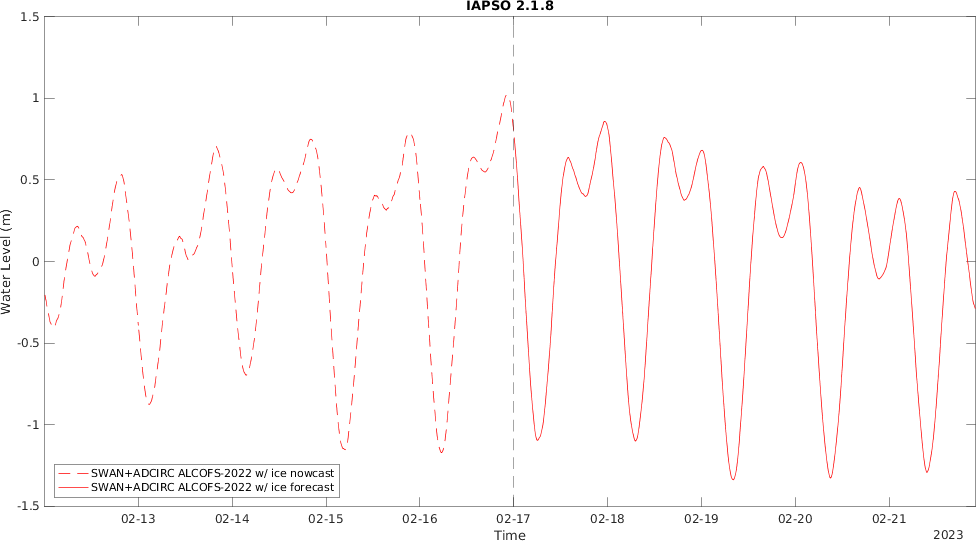 IAPSO 2.1.8
1.5
1
0.5
0
-0.5
-1
-1.5
Water Level (m)
SWAN+ADCIRC ALCOFS-2022 w/ ice nowcast
SWAN+ADCIRC ALCOFS-2022 w/ ice forecast
02-13 02-14 02-15 02-16 02-17 02-18 02-19 02-20 02-21
Time
2023